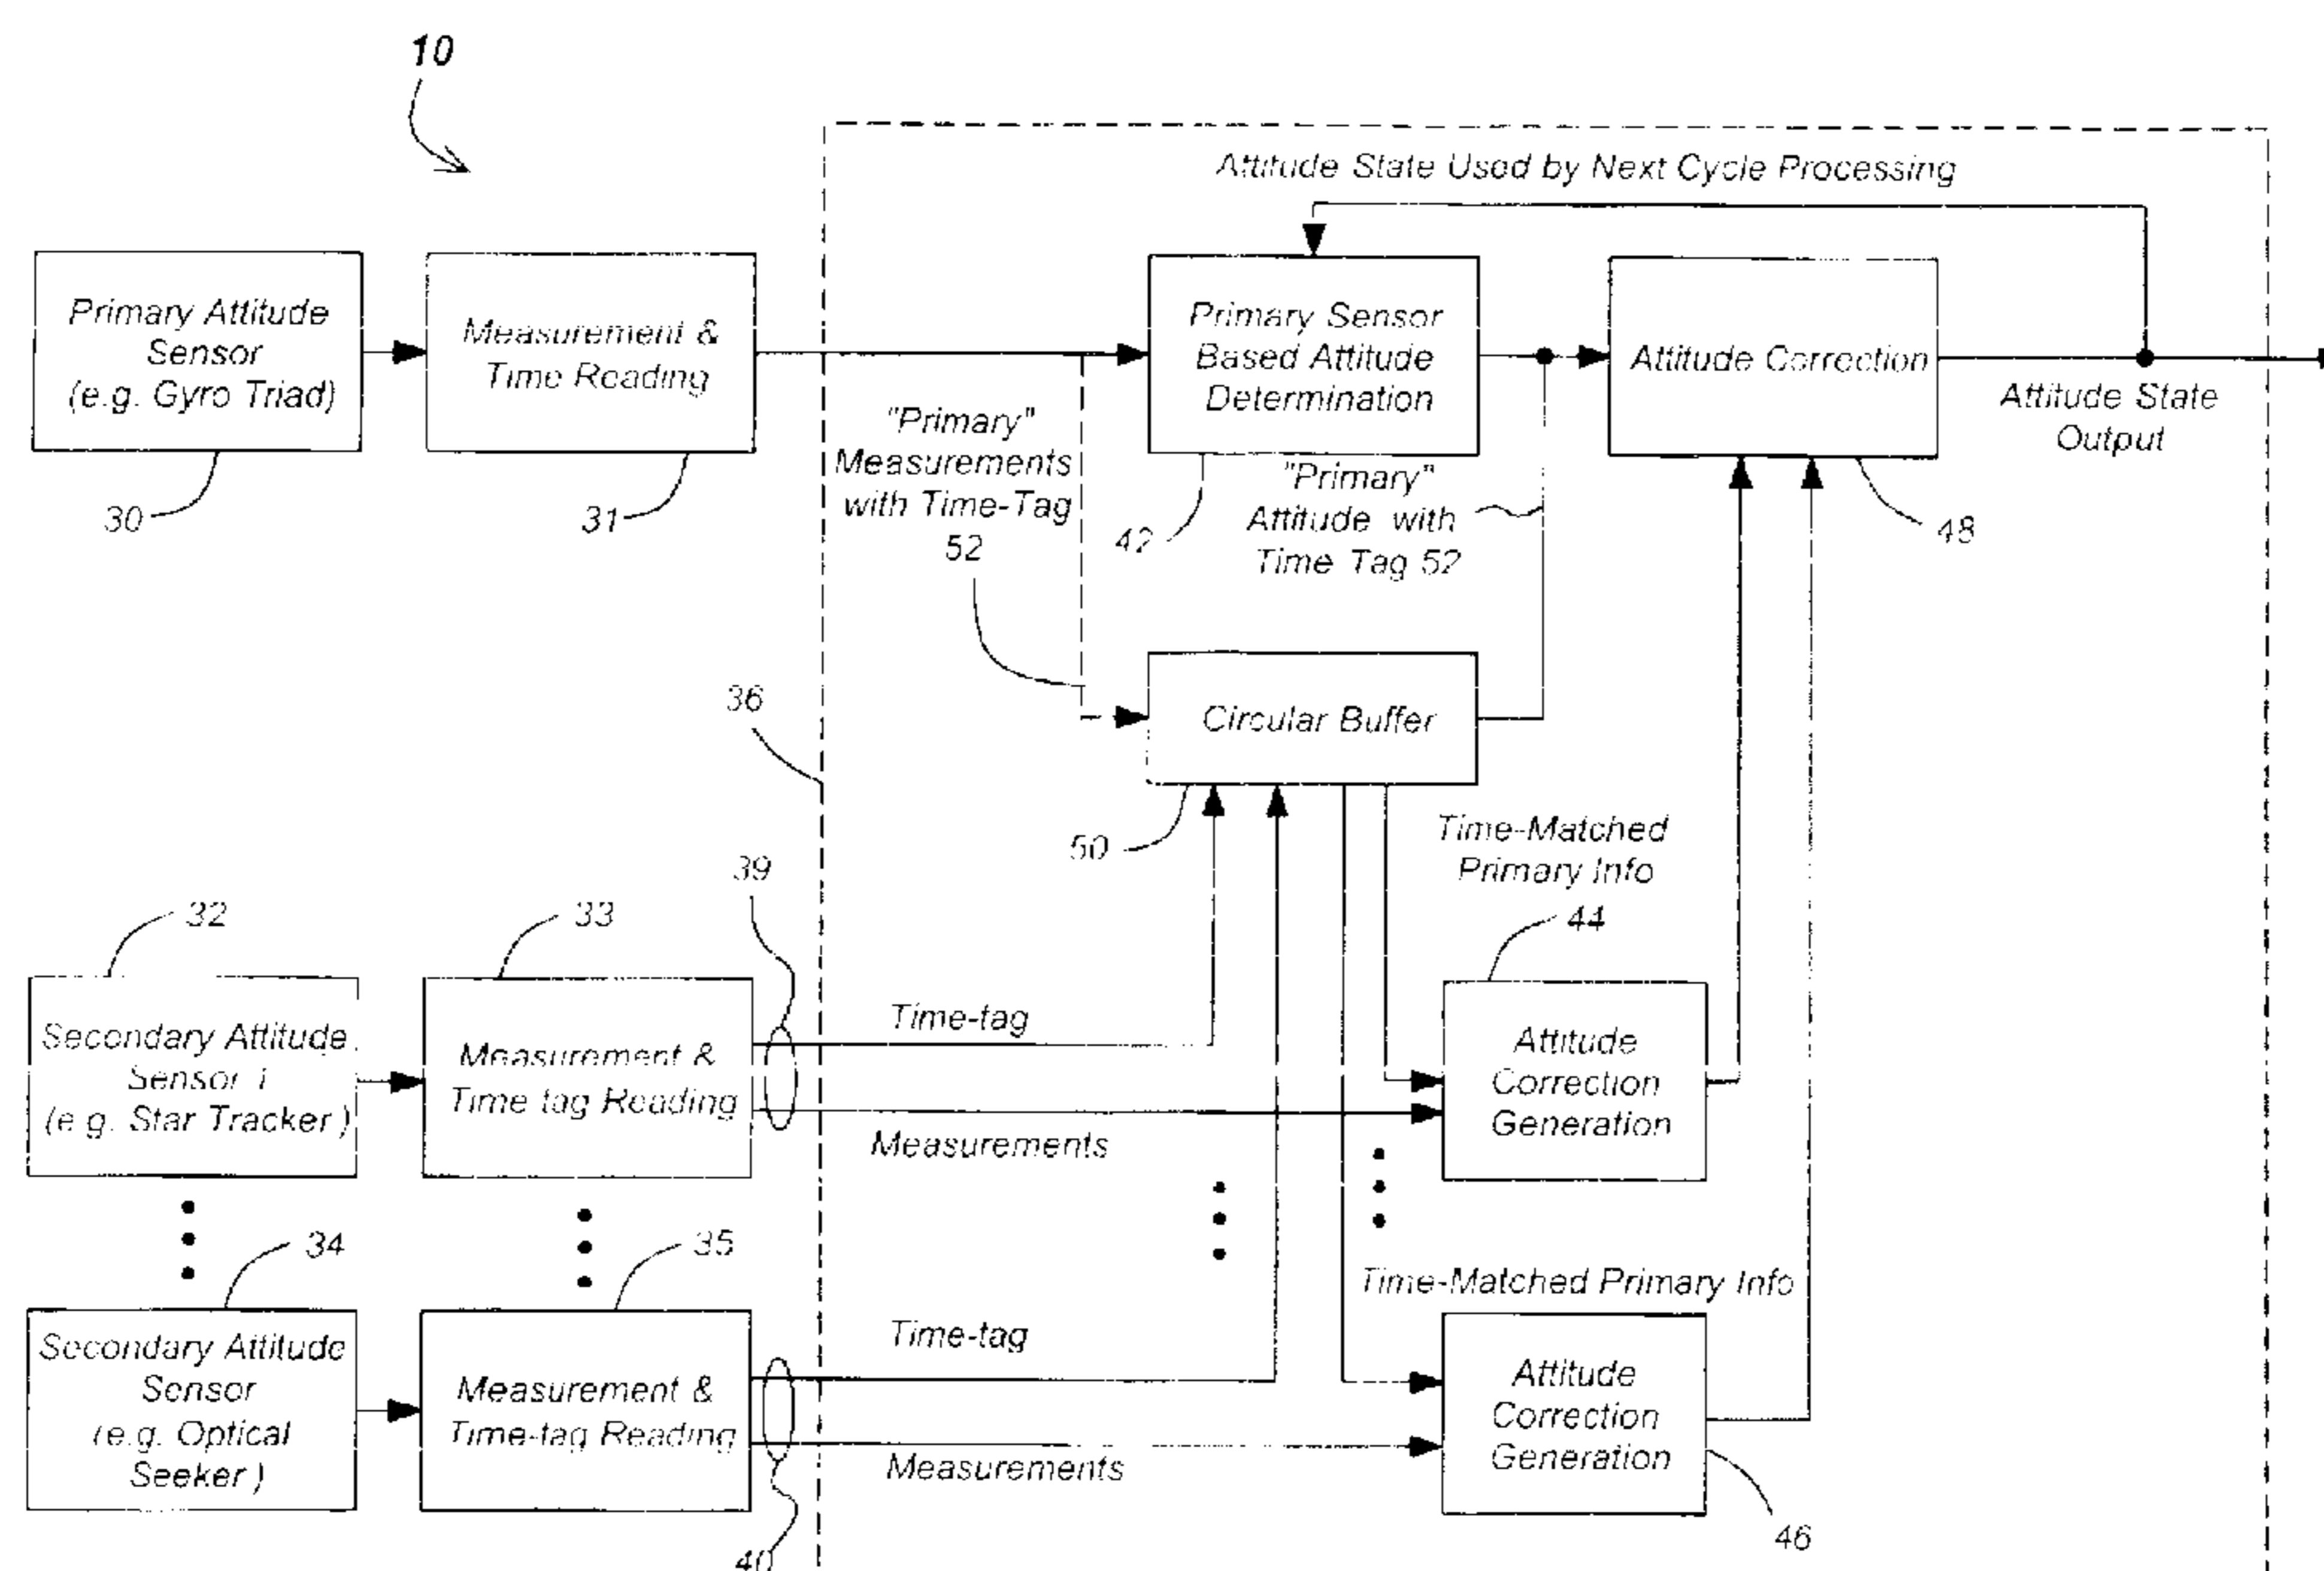 10
Attitude State Used by Next Cycle Processing
Primary Attitude
Sensor
(e.g. Gyro Triad)
30
Measurement &
Time Reading
31
"Primary"
Measurements
with Time-Tag
52
Primary Sensor
Based Attitude
Determination
42
"Primary"
Attitude with
Time Tag 52
Attitude Correction
48
Attitude State
Output
36
Circular Buffer
50
Time-Matched
Primary Info
44
39
32
33
Secondary Attitude
Sensor 1
(e.g. Star Tracker)
Measurement &
Time tag Reading
Time-tag
Measurements
Attitude
Correction
Generation
34
35
Time-Matched Primary Info
Secondary Attitude
Sensor
(e.g. Optical
Seeker)
Measurement &
Time-tag Reading
Time-tag
Measurements
Attitude
Correction
Generation
40
46